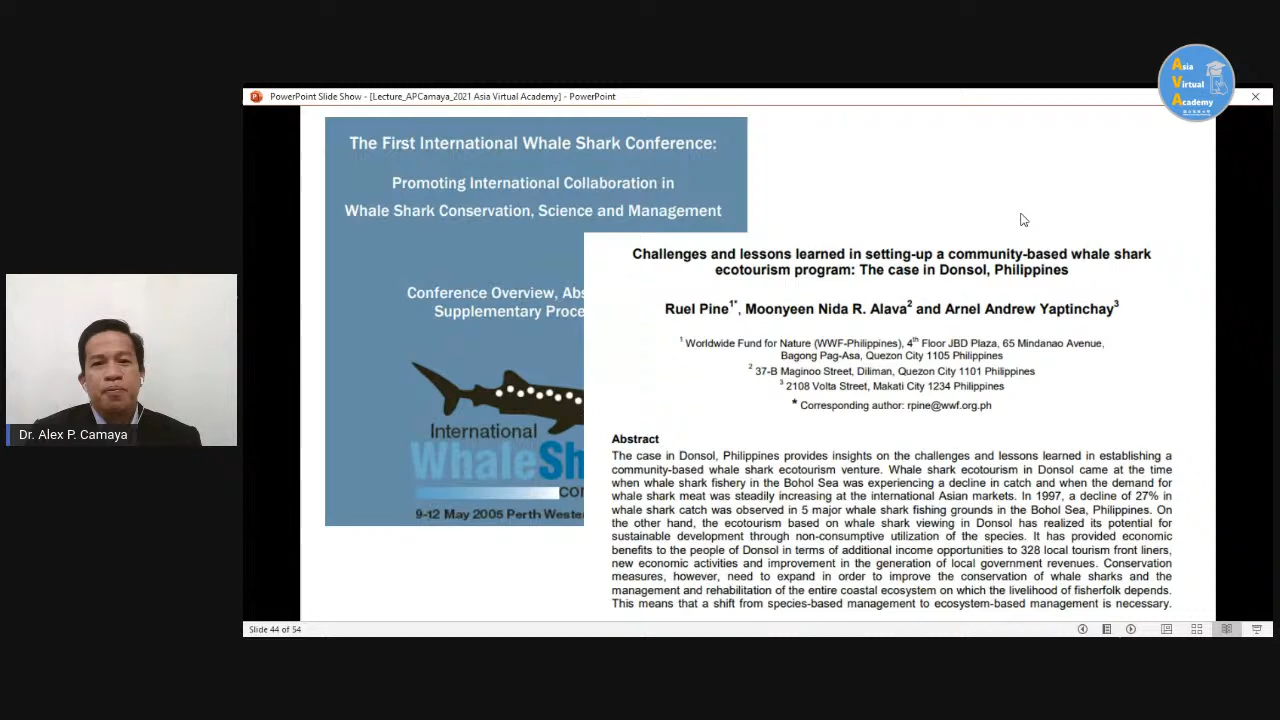 Asia
Virtual
Academy
PowerPoint Slide Show - [Lecture_APCamaya_2021 Asia Virtual Academy] - PowerPoint
The First International Whale Shark Conference:
Promoting International Collaboration in
Whale Shark Conservation, Science and Management
Conference Overview, Abs
Supplementary Proce
International
WhaleSh
CON
9-12 May 2005 Perth Wester
Challenges and lessons learned in setting-up a community-based whale shark
ecotourism program: The case in Donsol, Philippines
Ruel Pine1*, Moonyeen Nida R. Alava2 and Arnel Andrew Yaptinchay3
1 Worldwide Fund for Nature (WWF-Philippines), 4th Floor JBD Plaza, 65 Mindanao Avenue,
Bagong Pag-Asa, Quezon City 1105 Philippines
2 37-B Maginoo Street, Diliman, Quezon City 1101 Philippines
3 2108 Volta Street, Makati City 1234 Philippines
* Corresponding author: rpine@wwf.org.ph
Abstract
The case in Donsol, Philippines provides insights on the challenges and lessons learned in establishing a
community-based whale shark ecotourism venture. Whale shark ecotourism in Donsol came at the time
when whale shark fishery in the Bohol Sea was experiencing a decline in catch and when the demand for
whale shark meat was steadily increasing at the international Asian markets. In 1997, a decline of 27% in
whale shark catch was observed in 5 major whale shark fishing grounds in the Bohol Sea, Philippines. On
the other hand, the ecotourism based on whale shark viewing in Donsol has realized its potential for
sustainable development through non-consumptive utilization of the species. It has provided economic
benefits to the people of Donsol in terms of additional income opportunities to 328 local tourism front liners,
new economic activities and improvement in the generation of local government revenues. Conservation
measures, however, need to expand in order to improve the conservation of whale sharks and the
management and rehabilitation of the entire coastal ecosystem on which the livelihood of fisherfolk depends.
This means that a shift from species-based management to ecosystem-based management is necessary.
Dr. Alex P. Camaya
Slide 44 of 54